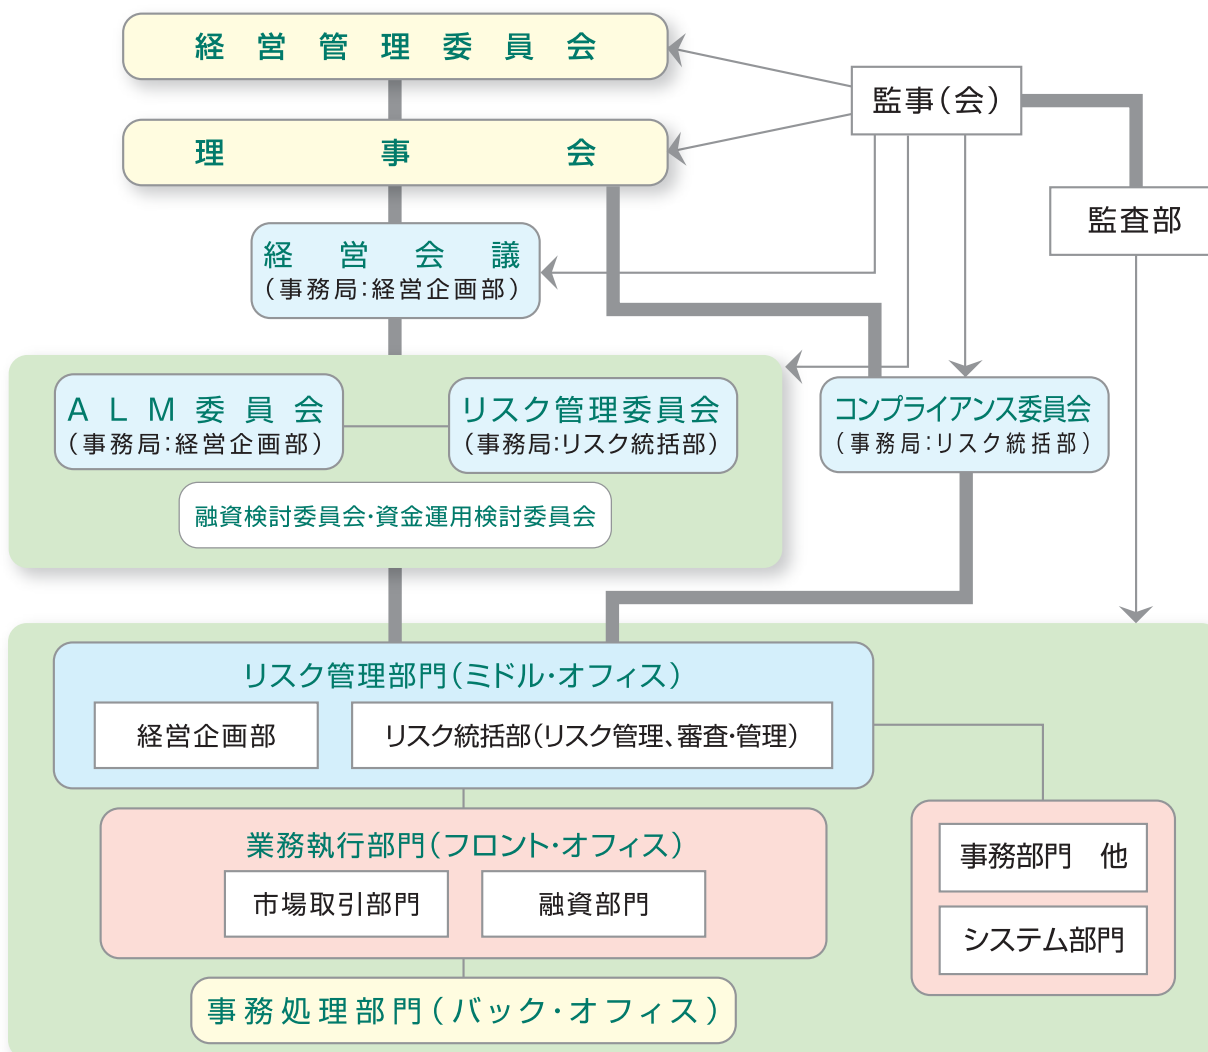 経営管理委員会
監事（会）
理事会
監査部
経営会議
（事務局：経営企画部）
ALM委員会
（事務局：経営企画部）
リスク管理委員会
（事務局：リスク統括部）
コンプライアンス委員会
（事務局：リスク統括部）
融資検討委員会・資金運用検討委員会
リスク管理部門（ミドル・オフィス）
経営企画部
リスク統括部（リスク管理、審査・管理）
業務執行部門（フロント・オフィス）
市場取引部門
融資部門
事務部門　他
システム部門
事務処理部門（バック・オフィス）